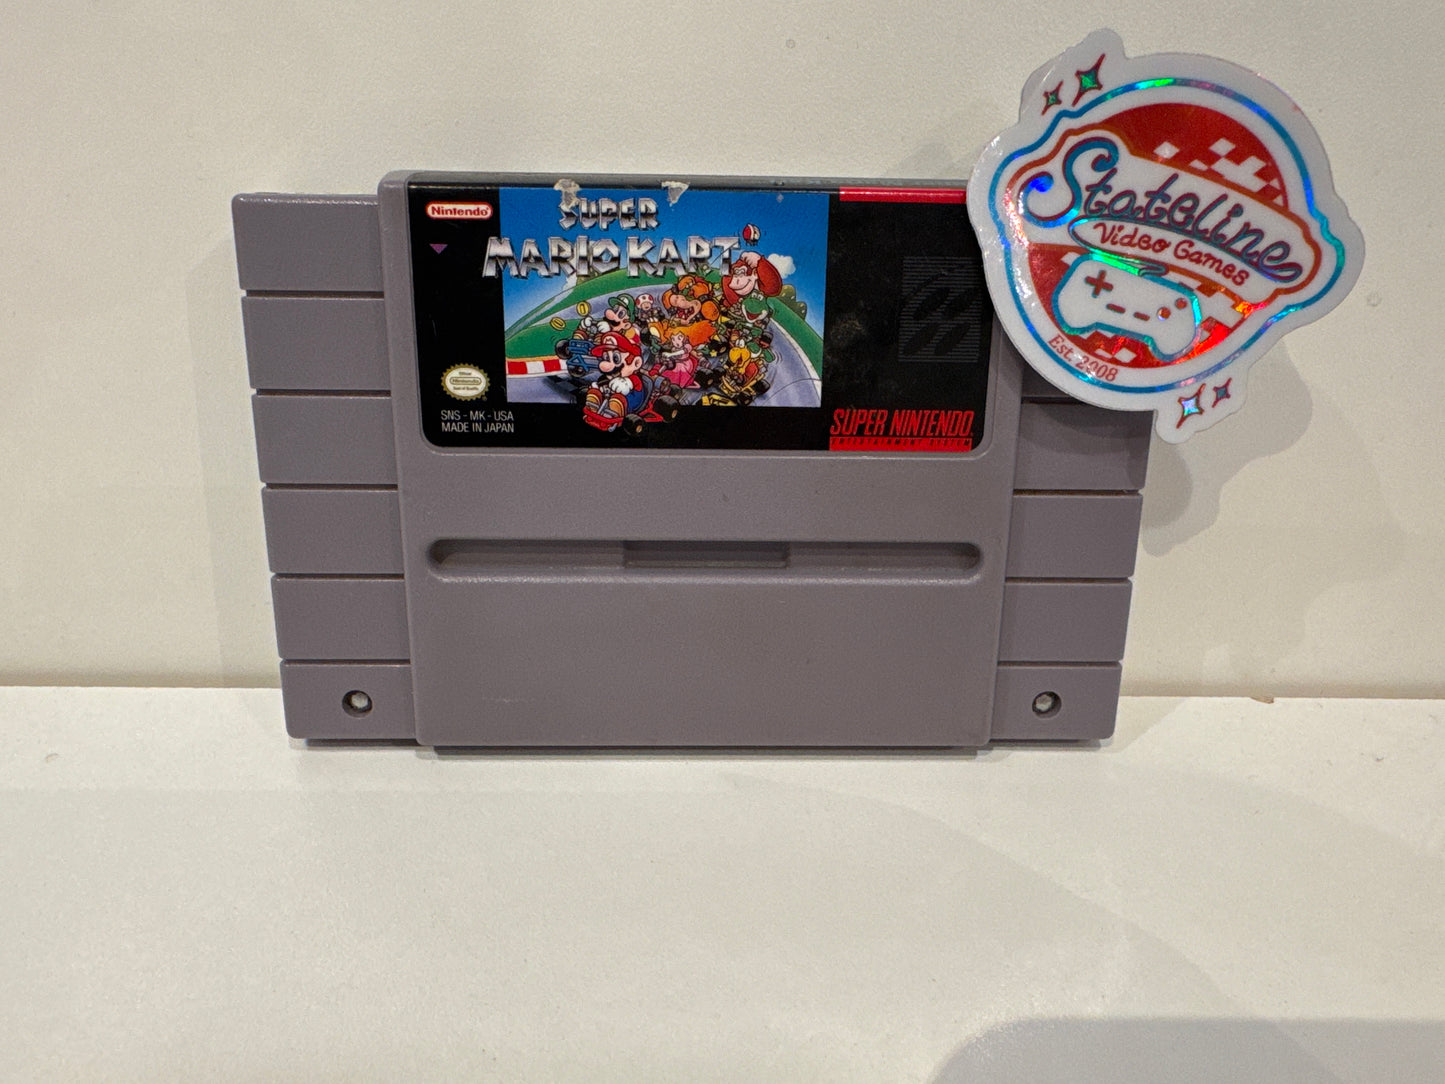 Nintendo
SUPER
MARIO KART
Nintendo
SNS - MK - USA
MADE IN JAPAN
SUPER NINTENDO
ENTERTAINMENT SYSTEM
Stateline
Video Games
Est. 2008